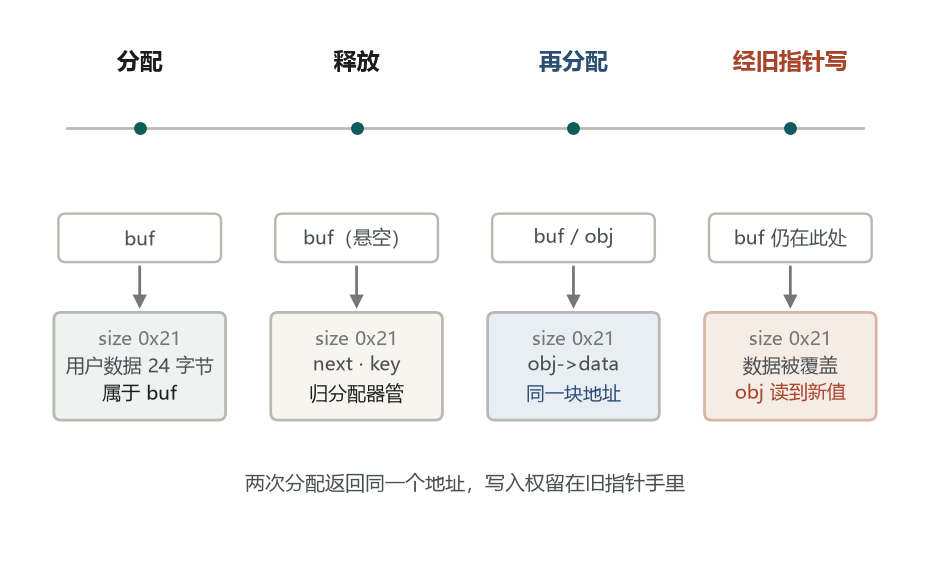 分配
释放
再分配
经旧指针写
buf
buf（悬空）
buf / obj
buf 仍在此处
size 0x21
用户数据 24 字节
属于 buf
size 0x21
next · key
归分配器管
size 0x21
obj->data
同一块地址
size 0x21
数据被覆盖
obj 读到新值
两次分配返回同一个地址，写入权留在旧指针手里